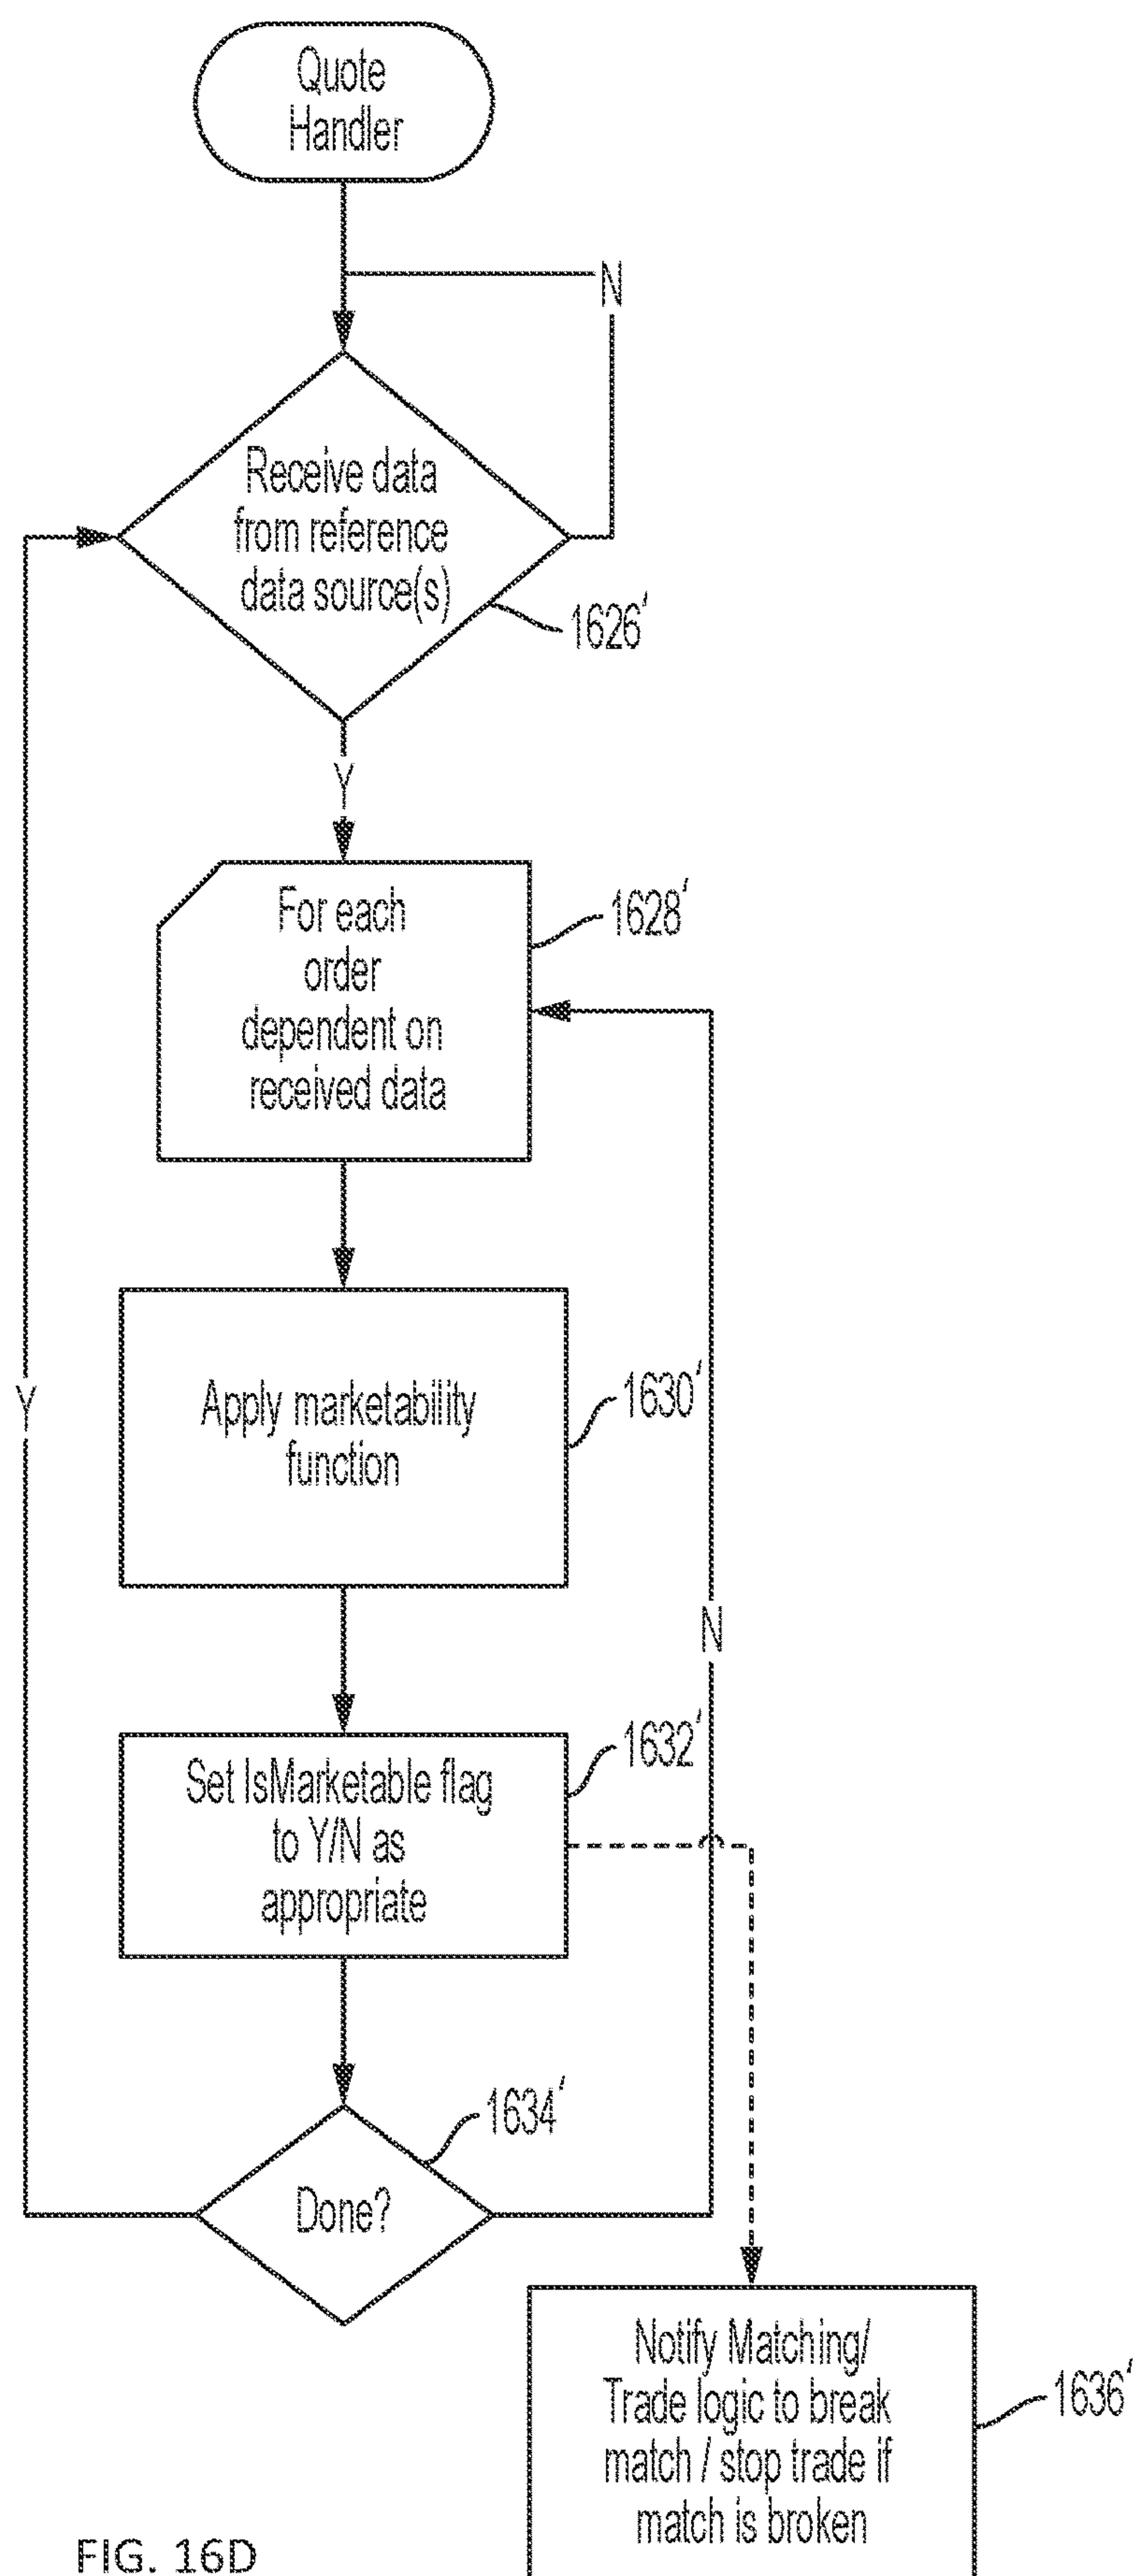 Quote
Handler
N
Receive data
from reference
data source(s)
1626'
Y
For each
order
dependent on
received data
1628'
Apply marketability
function
1630'
Y
N
Set IsMarketable flag
to Y/N as
appropriate
1632'
1634'
Done?
Notify Matching/
Trade logic to break
match / stop trade if
match is broken
1636'
FIG. 16D